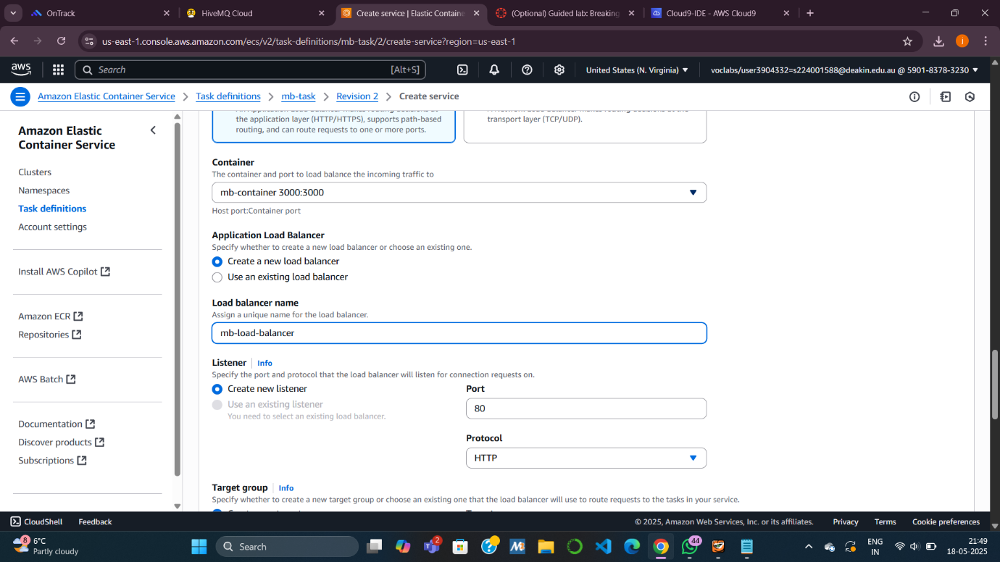 OnTrack
HiveMQ Cloud
Create service | Elastic Containe
(Optional) Guided lab: Breaking
Cloud9-IDE - AWS Cloud9
us-east-1.console.aws.amazon.com/ecs/v2/task-definitions/mb-task/2/create-service?region=us-east-1
j
aws
Search
[Alt+S]
United States (N. Virginia)
voclabs/user3904332=s224001588@deakin.edu.au @ 5901-8378-3230
Amazon Elastic Container Service
Task definitions
mb-task
Revision 2
Create service
Amazon Elastic
Container Service
Clusters
Namespaces
Task definitions
Account settings
Install AWS Copilot
Amazon ECR
Repositories
AWS Batch
Documentation
Discover products
Subscriptions
the application layer (HTTP/HTTPS), supports path-based
routing, and can route requests to one or more ports.
transport layer (TCP/UDP).
Container
The container and port to load balance the incoming traffic to
mb-container 3000:3000
Host port:Container port
Application Load Balancer
Specify whether to create a new load balancer or choose an existing one.
Create a new load balancer
Use an existing load balancer
Load balancer name
Assign a unique name for the load balancer.
mb-load-balancer
Listener
Info
Specify the port and protocol that the load balancer will listen for connection requests on.
Create new listener
Use an existing listener
You need to select an existing load balancer.
Port
80
Protocol
HTTP
Target group
Info
Specify whether to create a new target group or choose an existing one that the load balancer will use to route requests to the tasks in your service.
CloudShell
Feedback
© 2025, Amazon Web Services, Inc. or its affiliates.
Privacy
Terms
Cookie preferences
8
6°C
Partly cloudy
Search
2
44
ENG
IN
21:49
18-05-2025